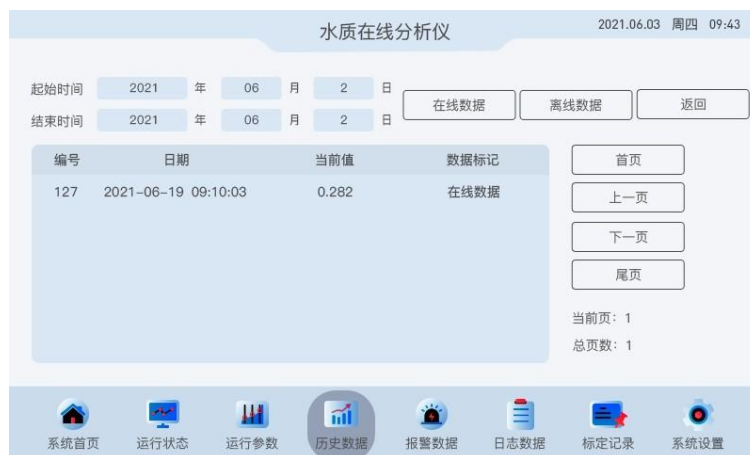 水质在线分析仪 2021.06.03 周四 09:43
起始时间 2021 年 06 月 2 日
结束时间 2021 年 06 月 2 日
在线数据 离线数据 返回
编号 日期 当前值 数据标记
127 2021-06-19 09:10:03 0.282 在线数据
首页
上一页
下一页
尾页
当前页：1
总页数：1
系统首页 运行状态 运行参数 历史数据 报警数据 日志数据 标定记录 系统设置